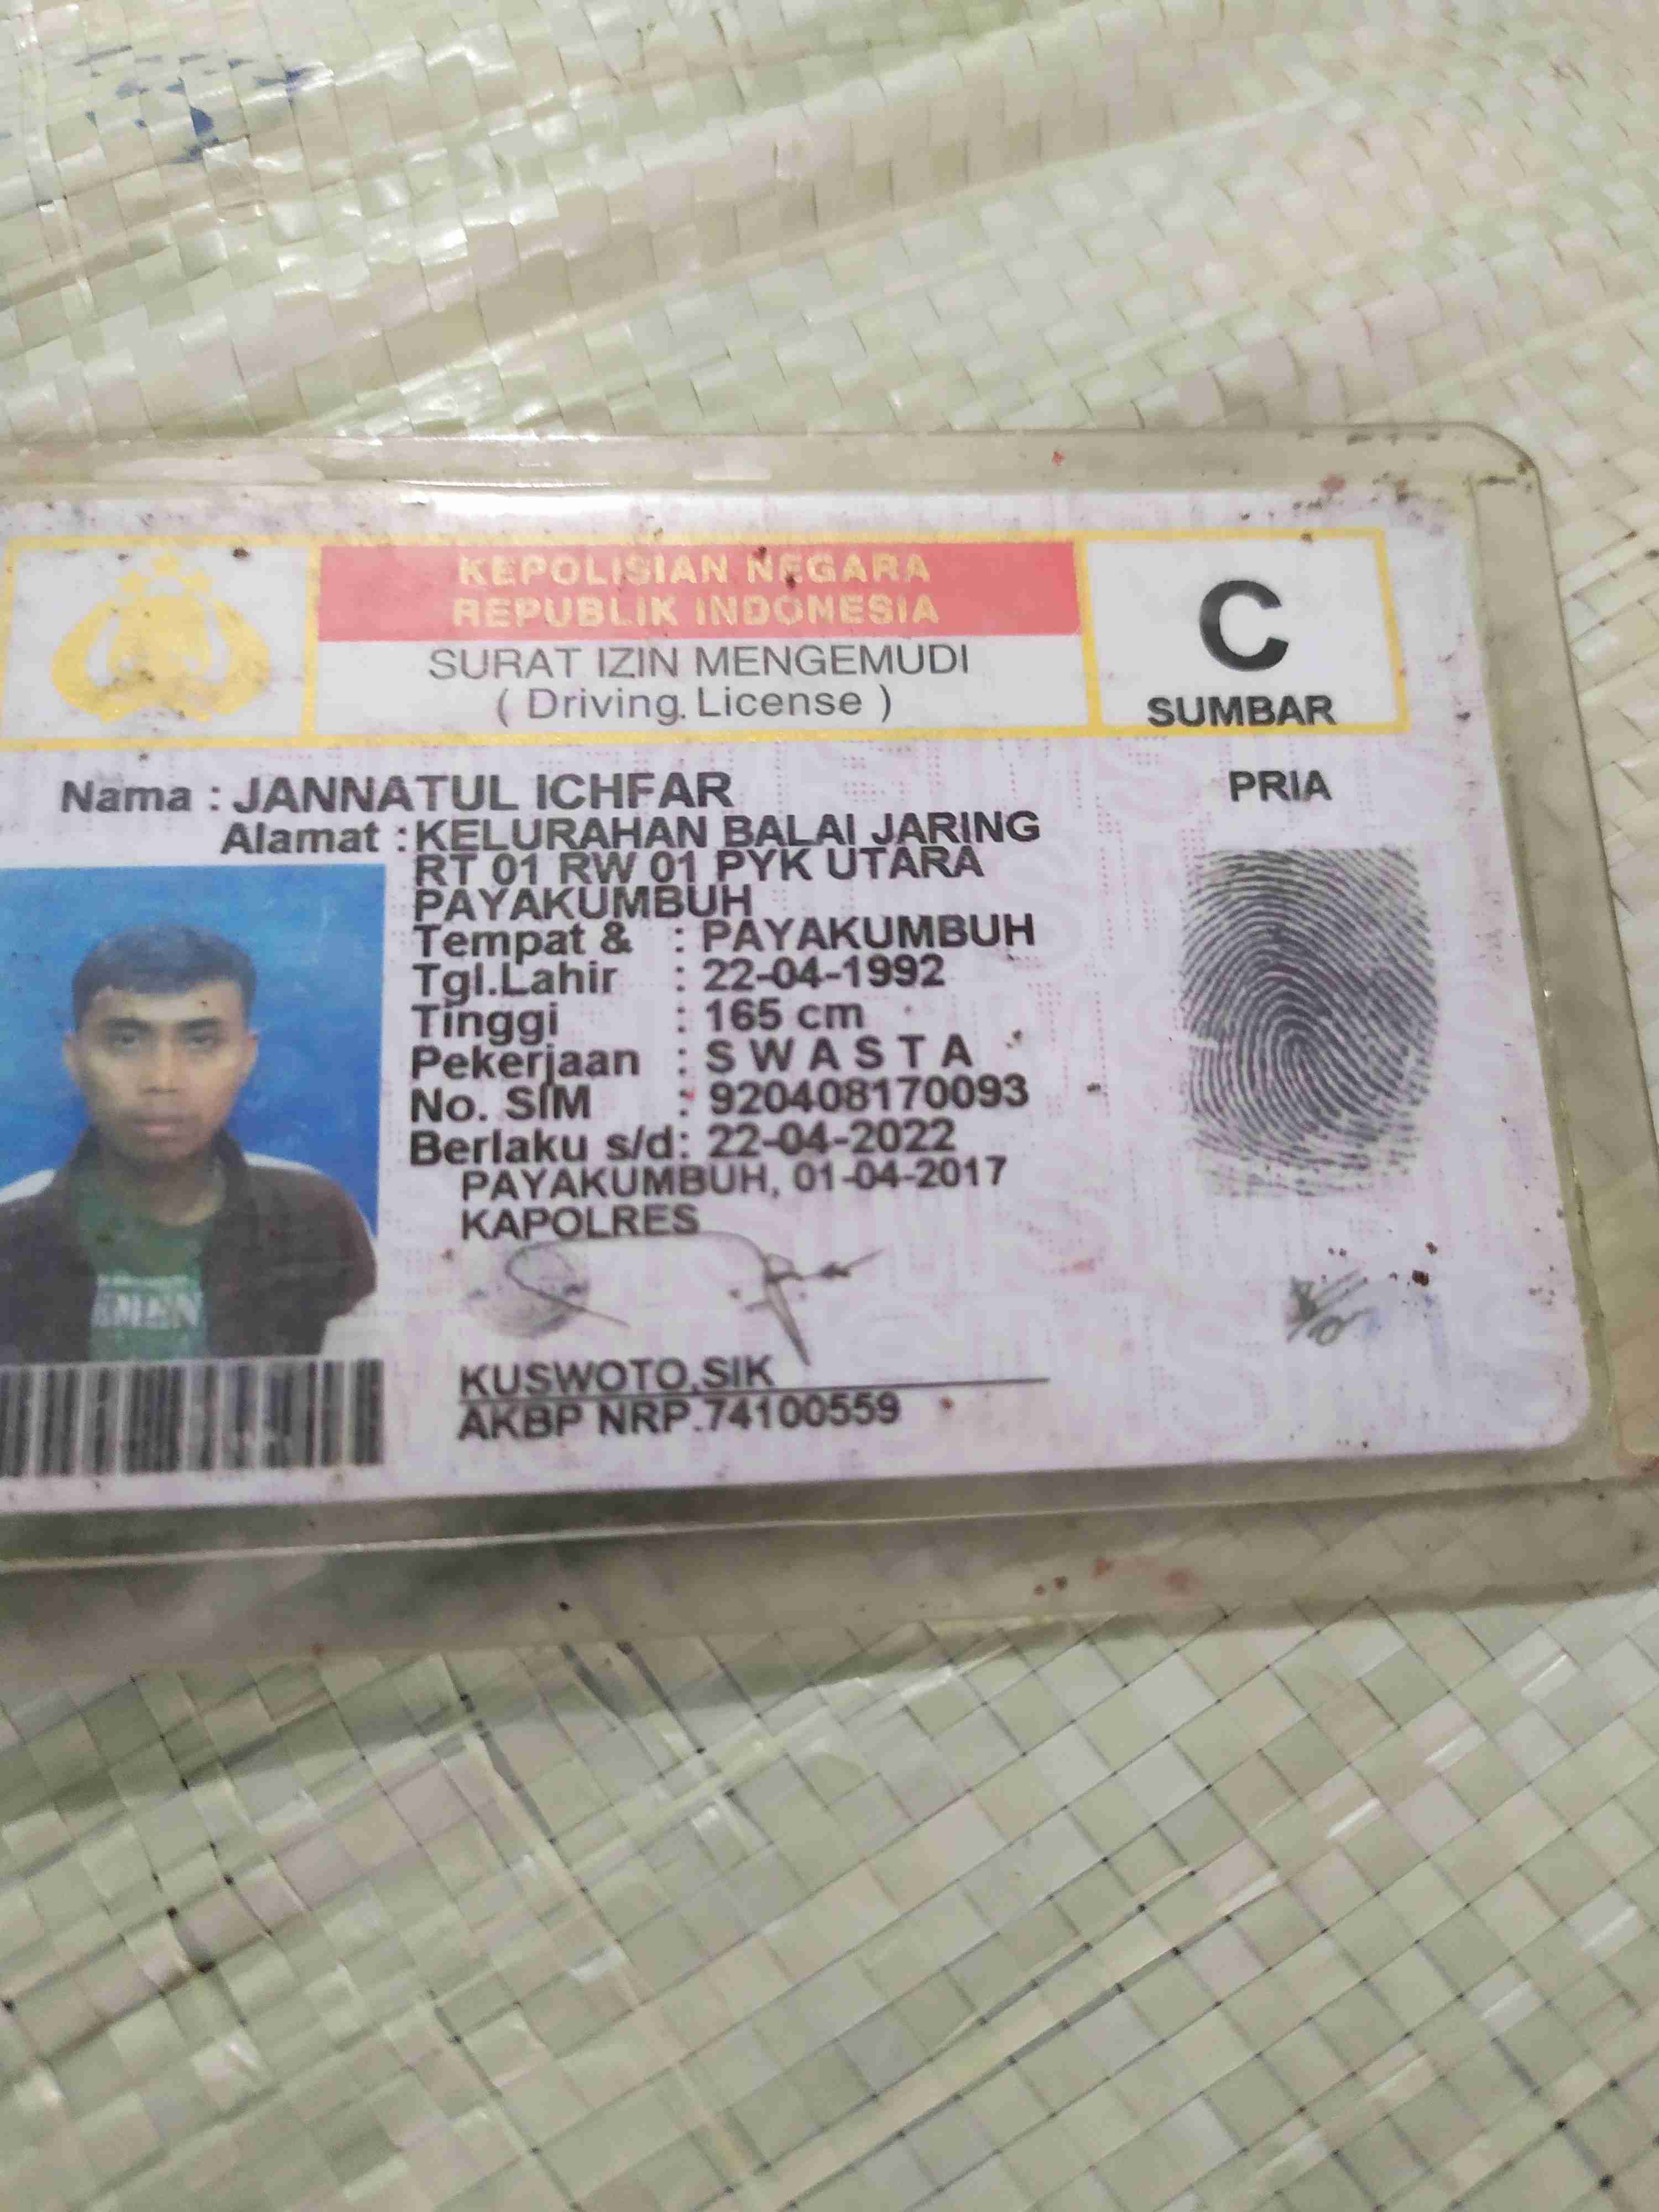 KEPOLISIAN NEGARA
REPUBLIK INDONESIA
SURAT IZIN MENGEMUDI
( Driving License )
C
SUMBAR
Nama : JANNATUL ICHFAR
PRIA
Alamat : KELURAHAN BALAI JARING
RT 01 RW 01 PYK UTARA
PAYAKUMBUH
Tempat & : PAYAKUMBUH
Tgl.Lahir : 22-04-1992
Tinggi : 165 cm
Pekerjaan : S W A S T A
No. SIM : 920408170093
Berlaku s/d: 22-04-2022
PAYAKUMBUH, 01-04-2017
KAPOLRES
KUSWOTO,SIK
AKBP NRP.74100559